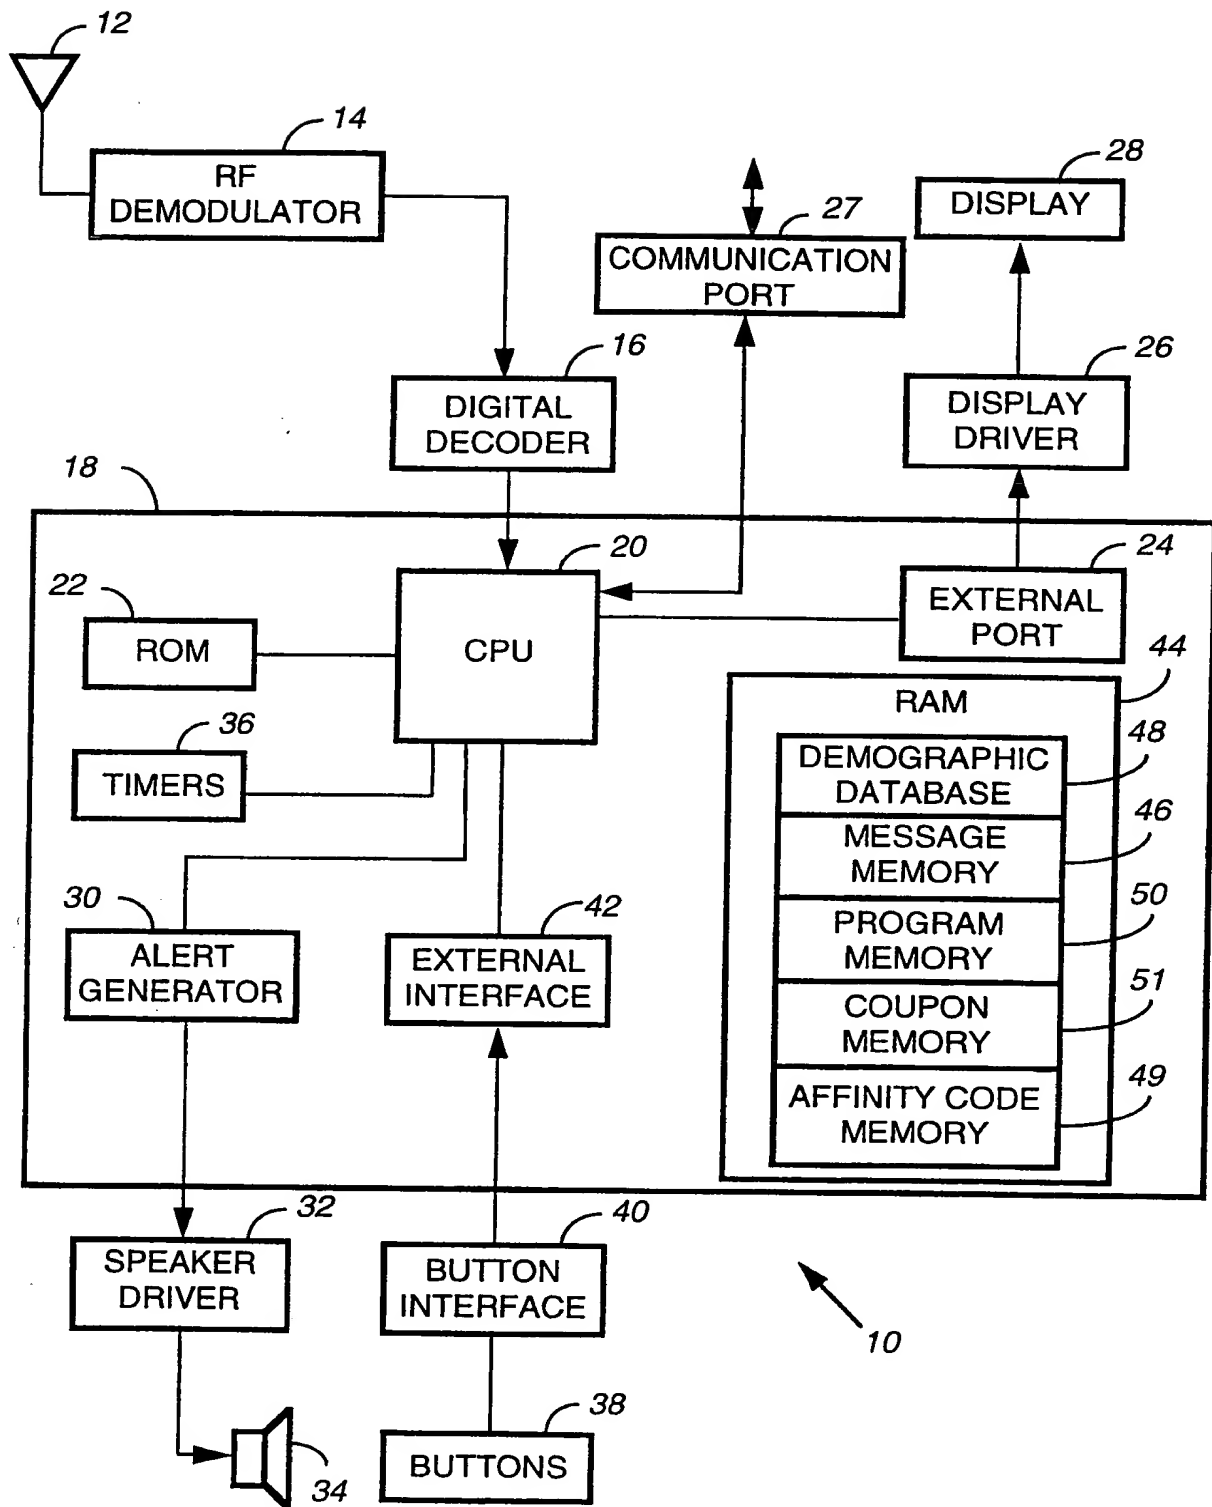 12
14
RF
DEMODULATOR
28
DISPLAY
27
COMMUNICATION
PORT
16
DIGITAL
DECODER
26
DISPLAY
DRIVER
18
20
CPU
24
EXTERNAL
PORT
22
ROM
36
TIMERS
44
RAM
48
DEMOGRAPHIC
DATABASE
46
MESSAGE
MEMORY
50
PROGRAM
MEMORY
51
COUPON
MEMORY
49
AFFINITY CODE
MEMORY
30
ALERT
GENERATOR
42
EXTERNAL
INTERFACE
32
SPEAKER
DRIVER
40
BUTTON
INTERFACE
10
34
38
BUTTONS